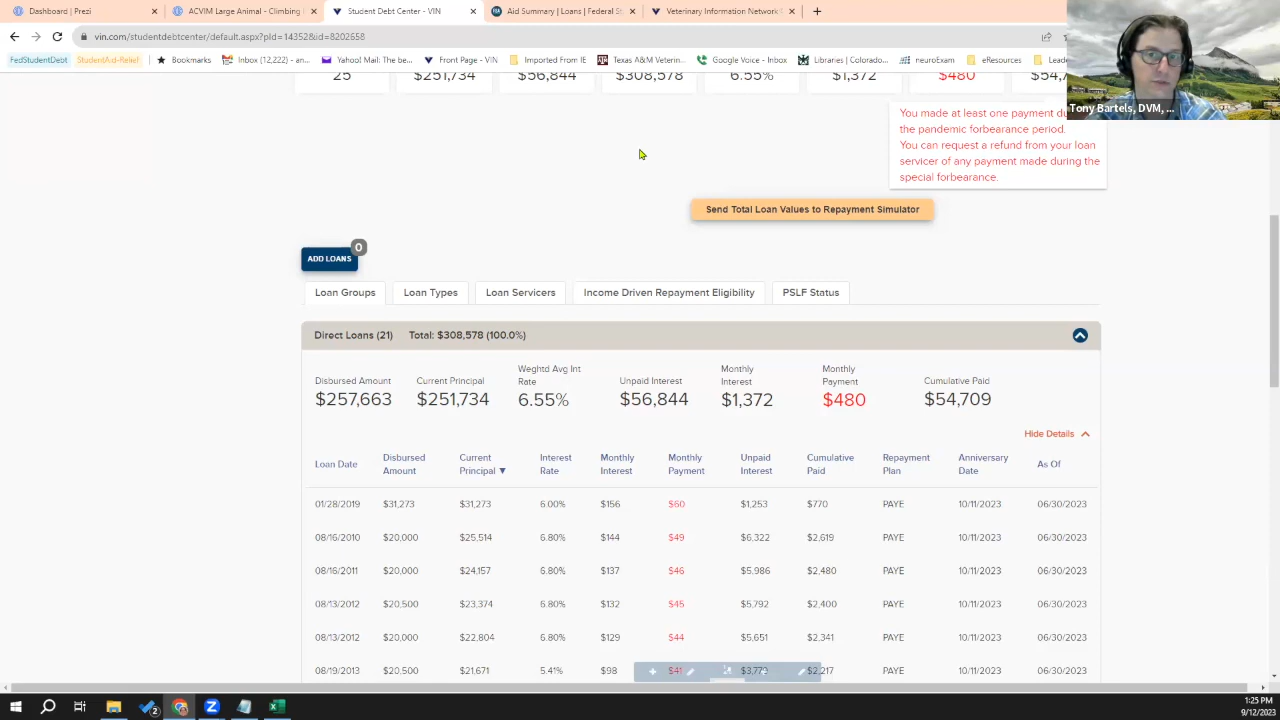 Dashboard | Prezi
ACVIM Large Animal - Climbing
Student Debt Center - VIN
Aid Summary | Loans | Federal St
Veterinary Information Network
vin.com/studentdebtcenter/default.aspx?pId=14352&id=8202658
FedStudentDebt
StudentAid-Relief
Bookmarks
Inbox (12,222) - an...
Yahoo! Mail: The be...
Front Page - VIN
Imported From IE
Texas A&M Veterin...
Google Voice - Inbox
Libraries | Colorado...
neuroExam
eResources
Leade
25
$251,734
$56,844
$308,578
6.55%
$1,372
$480
$54,7
Tony Bartels, DVM, ...
You made at least one payment du
the pandemic forbearance period.
You can request a refund from your loan
servicer of any payment made during the
special forbearance.
Send Total Loan Values to Repayment Simulator
0
ADD LOANS
Loan Groups
Loan Types
Loan Servicers
Income Driven Repayment Eligibility
PSLF Status
Direct Loans (21) Total: $308,578 (100.0%)
Disbursed Amount
$257,663
Current Principal
$251,734
Weghtd Avg Int
Rate
6.55%
Unpaid Interest
$56,844
Monthly
Interest
$1,372
Monthly
Payment
$480
Cumulative Paid
$54,709
Hide Details
Loan Date
Disbursed
Amount
Current
Principal ▼
Interest
Rate
Monthly
Interest
Monthly
Payment
Unpaid
Interest
Cumulative
Paid
Repayment
Plan
Anniversary
Date
As Of
01/28/2019 $31,273 $31,273 6.00% $156 $60 $1,253 $770 PAYE 10/11/2023 06/30/2023
08/16/2010 $20,000 $25,514 6.80% $144 $49 $6,322 $2,619 PAYE 10/11/2023 06/30/2023
08/16/2011 $20,000 $24,157 6.80% $137 $46 $5,986 $2,480 PAYE 10/11/2023 06/30/2023
08/13/2012 $20,500 $23,374 6.80% $132 $45 $5,792 $2,400 PAYE 10/11/2023 06/30/2023
08/13/2012 $20,000 $22,804 6.80% $129 $44 $5,651 $2,341 PAYE 10/11/2023 06/30/2023
08/19/2013 $20,500 $21,671 5.41% $98 $41 $2,217 PAYE 10/11/2023 06/30/2023
2
1:25 PM
9/12/2023